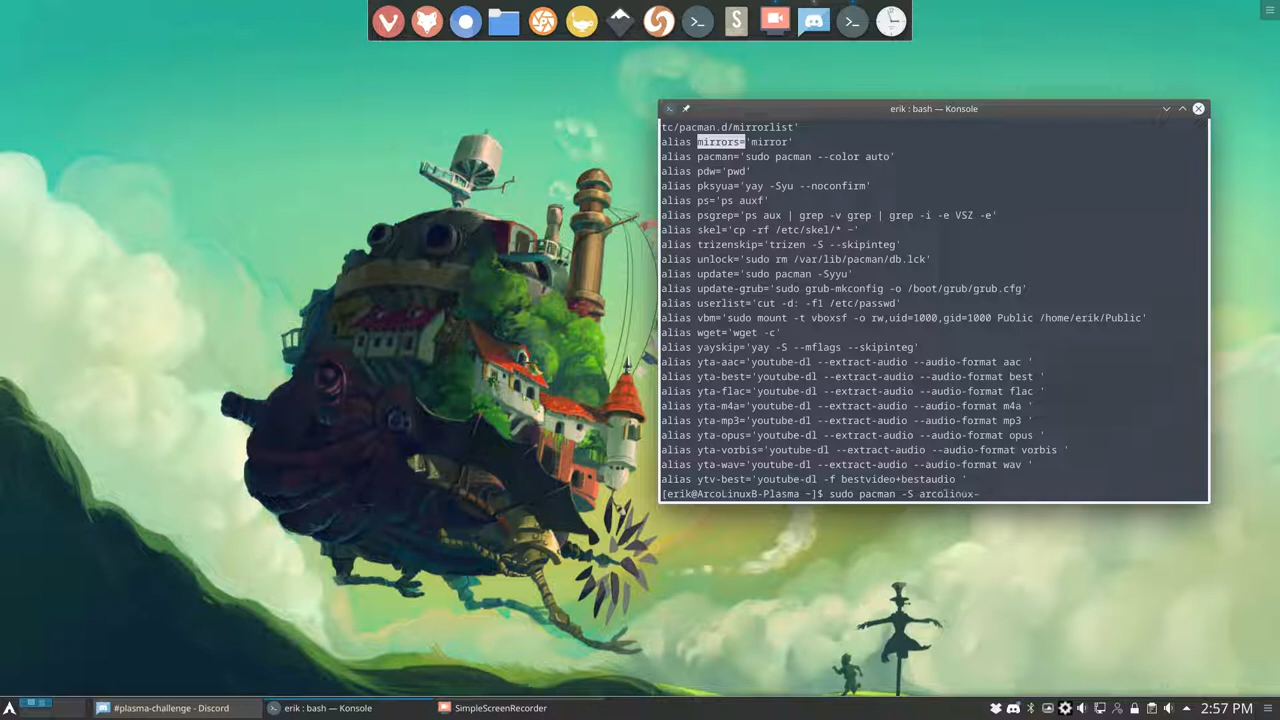 erik : bash — Konsole
tc/pacman.d/mirrorlist'
alias mirrors='mirror'
alias pacman='sudo pacman --color auto'
alias pdw='pwd'
alias pksyua='yay -Syu --noconfirm'
alias ps='ps auxf'
alias psgrep='ps aux | grep -v grep | grep -i -e VSZ -e'
alias skel='cp -rf /etc/skel/* ~'
alias trizenskip='trizen -S --skipinteg'
alias unlock='sudo rm /var/lib/pacman/db.lck'
alias update='sudo pacman -Syyu'
alias update-grub='sudo grub-mkconfig -o /boot/grub/grub.cfg'
alias userlist='cut -d: -f1 /etc/passwd'
alias vbm='sudo mount -t vboxsf -o rw,uid=1000,gid=1000 Public /home/erik/Public'
alias wget='wget -c'
alias yayskip='yay -S --mflags --skipinteg'
alias yta-aac='youtube-dl --extract-audio --audio-format aac '
alias yta-best='youtube-dl --extract-audio --audio-format best '
alias yta-flac='youtube-dl --extract-audio --audio-format flac '
alias yta-m4a='youtube-dl --extract-audio --audio-format m4a '
alias yta-mp3='youtube-dl --extract-audio --audio-format mp3 '
alias yta-opus='youtube-dl --extract-audio --audio-format opus '
alias yta-vorbis='youtube-dl --extract-audio --audio-format vorbis '
alias yta-wav='youtube-dl --extract-audio --audio-format wav '
alias ytv-best='youtube-dl -f bestvideo+bestaudio '
[erik@ArcoLinuxB-Plasma ~]$ sudo pacman -S arcolinux-
#plasma-challenge - Discord
erik : bash — Konsole
SimpleScreenRecorder
2:57 PM